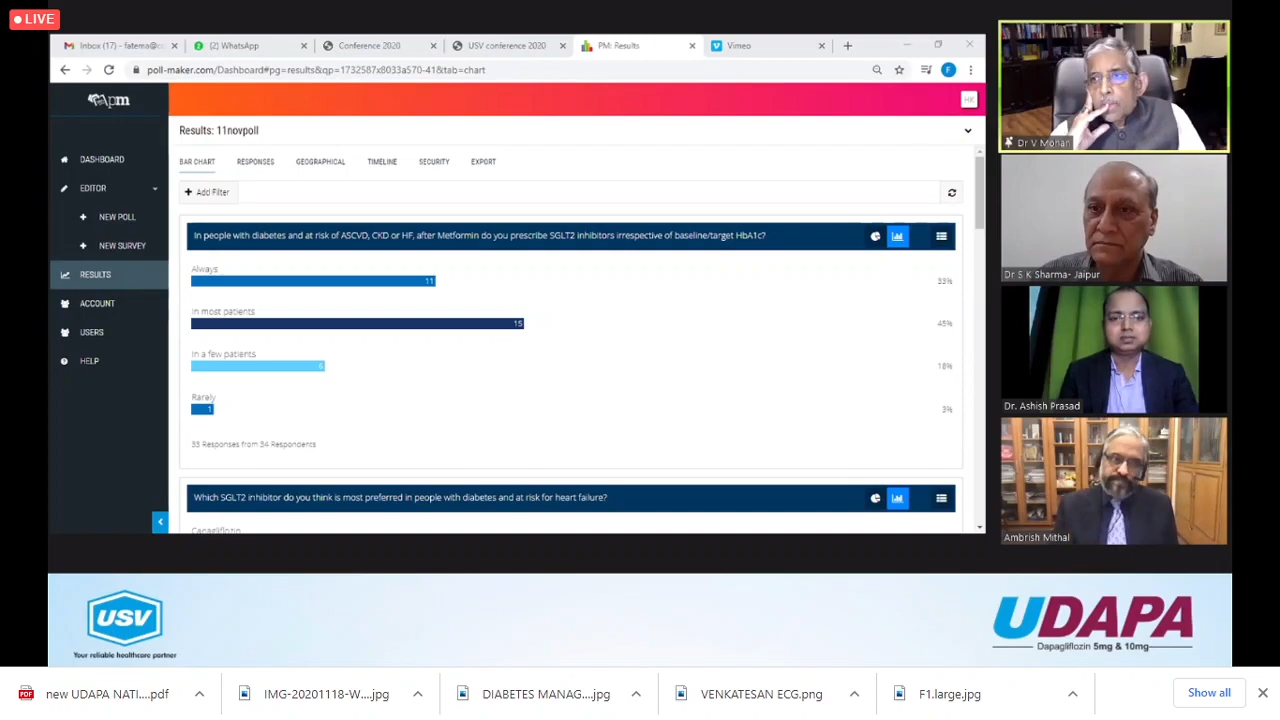 LIVE
Inbox (17) - fatema@co
(2) WhatsApp
Conference 2020
USV conference 2020
PM: Results
Vimeo
poll-maker.com/Dashboard#pg=results&qp=1732587x8033a570-41&tab=chart
F
pm
HK
Results: 11novpoll
DASHBOARD
EDITOR
NEW POLL
NEW SURVEY
RESULTS
ACCOUNT
USERS
HELP
BAR CHART RESPONSES GEOGRAPHICAL TIMELINE SECURITY EXPORT
Add Filter
In people with diabetes and at risk of ASCVD, CKD or HF, after Metformin do you prescribe SGLT2 inhibitors irrespective of baseline/target HbA1c?
Always
11 33%
In most patients
15 45%
In a few patients
6 18%
Rarely
1 3%
33 Responses from 34 Respondents
Which SGLT2 inhibitor do you think is most preferred in people with diabetes and at risk for heart failure?
Canagliflozin
Dr V Mohan
Dr S K Sharma- Jaipur
Dr. Ashish Prasad
Ambrish Mithal
USV
Your reliable healthcare partner
UDAPA
Dapagliflozin 5mg & 10mg
PDF
new UDAPA NATI....pdf
IMG-20201118-W....jpg
DIABETES MANAG....jpg
VENKATESAN ECG.png
F1.large.jpg
Show all